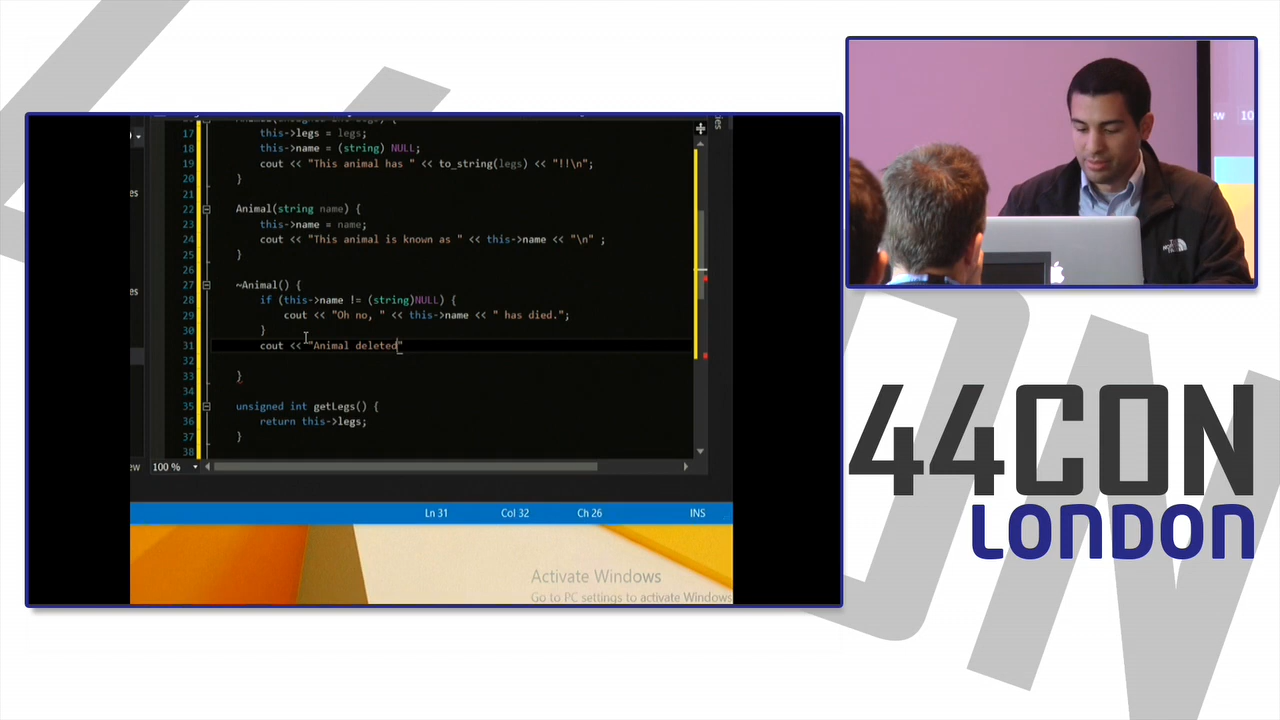 17 this->legs = legs;
18 this->name = (string) NULL;
19 cout << "This animal has " << to_string(legs) << "!!\n";
20 }
21
22 Animal(string name) {
23 this->name = name;
24 cout << "This animal is known as " << this->name << "\n" ;
25 }
26
27 ~Animal() {
28 if (this->name != (string)NULL) {
29 cout << "Oh no, " << this->name << " has died.";
30 }
31 cout << "Animal deleted"
32
33 }
34
35 unsigned int getLegs() {
36 return this->legs;
37 }
38
100 %
Ln 31 Col 32 Ch 26 INS
Activate Windows
Go to PC settings to activate Windows
THE NORTH FACE
44CON
LONDON